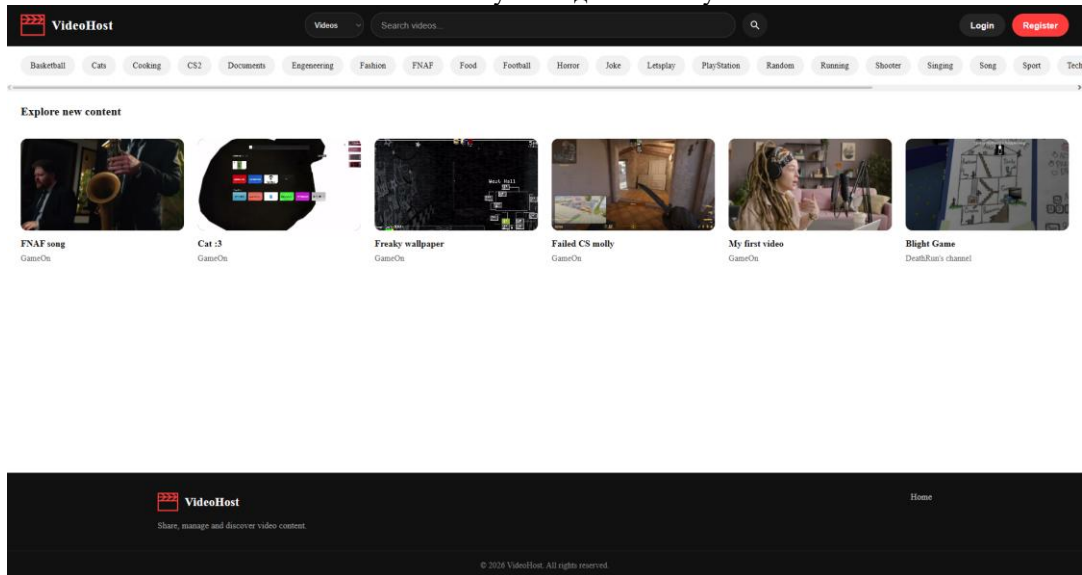 VideoHost
Videos
Search videos...
Login
Register
Basketball Cats Cooking CS2 Documents Engeneering Fashion FNAF Food Football Horror Joke Letsplay PlayStation Random Running Shooter Singing Song Sport Tech
Explore new content
West Hall
FNAF song
GameOn
Cat :3
GameOn
Freaky wallpaper
GameOn
Failed CS molly
GameOn
My first video
GameOn
Blight Game
DeathRun's channel
VideoHost
Home
Share, manage and discover video content.
© 2026 VideoHost. All rights reserved.